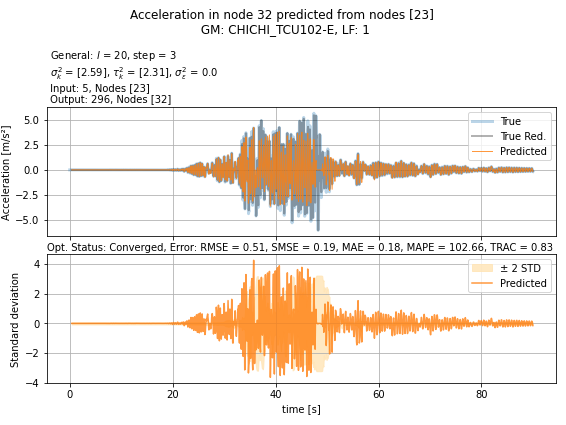 Acceleration in node 32 predicted from nodes [23]
GM: CHICHI_TCU102-E, LF: 1
General: l = 20, step = 3
σ²ₖ = [2.59], τ²ₖ = [2.31], σ²ε = 0.0
Input: 5, Nodes [23]
Output: 296, Nodes [32]
Acceleration [m/s²]
5.0
2.5
0.0
−2.5
−5.0
True
True Red.
Predicted
Opt. Status: Converged, Error: RMSE = 0.51, SMSE = 0.19, MAE = 0.18, MAPE = 102.66, TRAC = 0.83
Standard deviation
4
2
0
−2
−4
± 2 STD
Predicted
0 20 40 60 80
time [s]